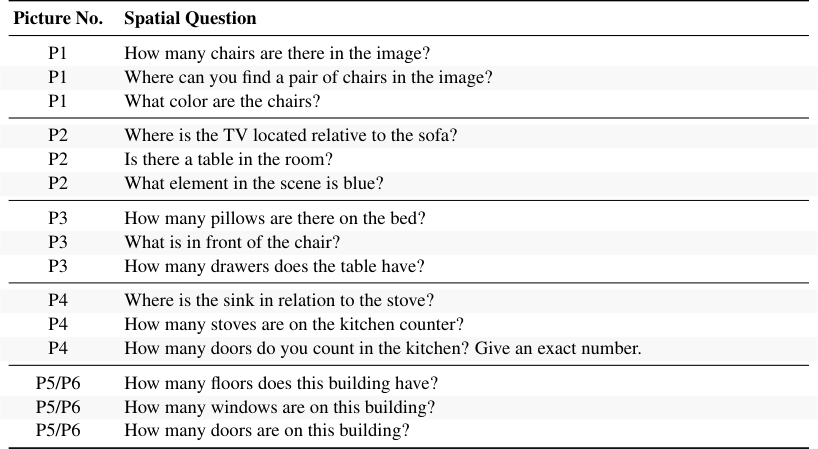 Picture No. Spatial Question
P1 How many chairs are there in the image?
P1 Where can you find a pair of chairs in the image?
P1 What color are the chairs?
P2 Where is the TV located relative to the sofa?
P2 Is there a table in the room?
P2 What element in the scene is blue?
P3 How many pillows are there on the bed?
P3 What is in front of the chair?
P3 How many drawers does the table have?
P4 Where is the sink in relation to the stove?
P4 How many stoves are on the kitchen counter?
P4 How many doors do you count in the kitchen? Give an exact number.
P5/P6 How many floors does this building have?
P5/P6 How many windows are on this building?
P5/P6 How many doors are on this building?